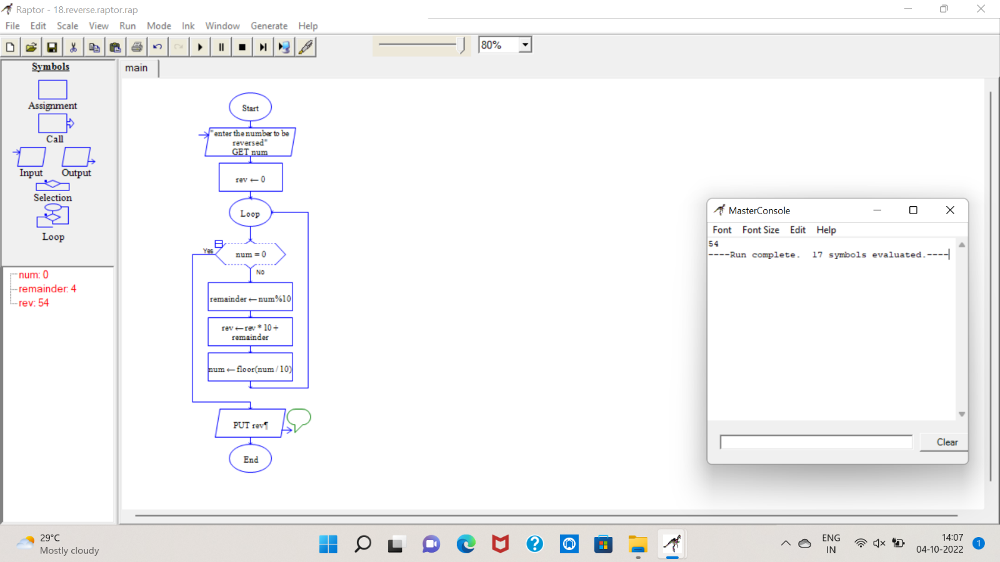 Raptor - 18.reverse.raptor.rap
File Edit Scale View Run Mode Ink Window Generate Help
80%
Symbols
Assignment
Call
Input Output
Selection
Loop
num: 0
remainder: 4
rev: 54
main
Start
"enter the number to be
reversed"
GET num
rev ← 0
Loop
Yes
num = 0
No
remainder ← num%10
rev ← rev * 10 +
remainder
num ← floor(num / 10)
PUT rev¶
End
MasterConsole
Font Font Size Edit Help
54
----Run complete.  17 symbols evaluated.----
Clear
29°C
Mostly cloudy
ENG
IN
14:07
04-10-2022
1